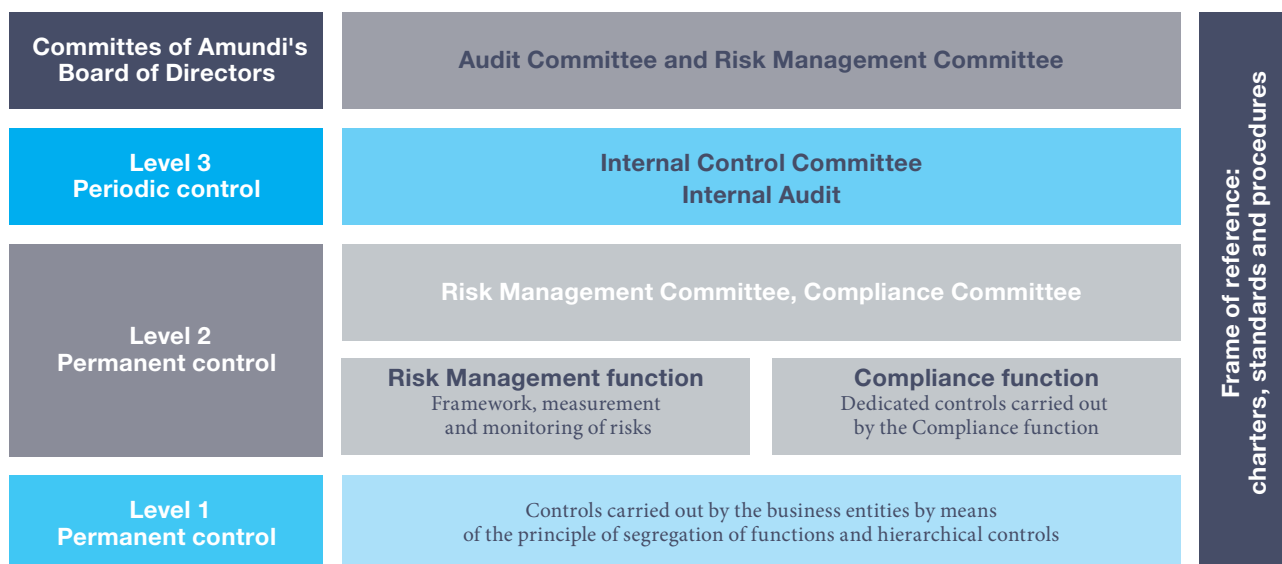 Committes of Amundi's
Board of Directors
Audit Committee and Risk Management Committee
Level 3
Periodic control
Internal Control Committee
Internal Audit
Level 2
Permanent control
Risk Management Committee, Compliance Committee
Risk Management function
Framework, measurement
and monitoring of risks
Compliance function
Dedicated controls carried out
by the Compliance function
Level 1
Permanent control
Controls carried out by the business entities by means
of the principle of segregation of functions and hierarchical controls
Frame of reference:
charters, standards and procedures